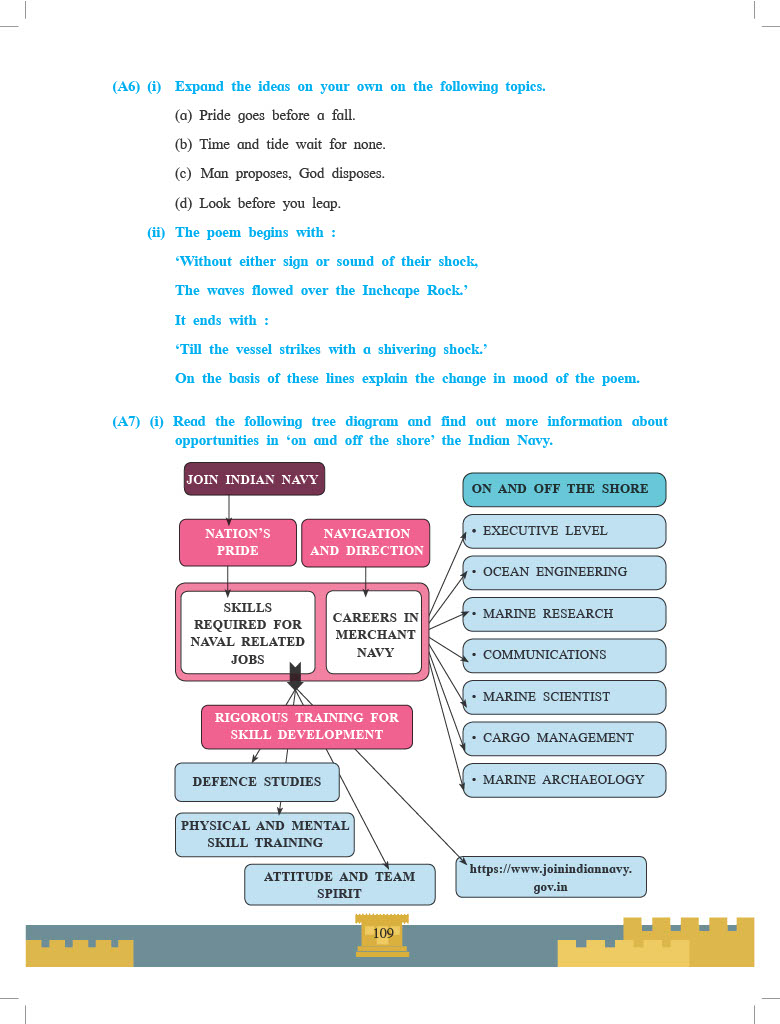 (A6) (i) Expand the ideas on your own on the following topics.
(a) Pride goes before a fall.
(b) Time and tide wait for none.
(c) Man proposes, God disposes.
(d) Look before you leap.
(ii) The poem begins with :
‘Without either sign or sound of their shock,
The waves flowed over the Inchcape Rock.’
It ends with :
‘Till the vessel strikes with a shivering shock.’
On the basis of these lines explain the change in mood of the poem.
(A7) (i) Read the following tree diagram and find out more information about
opportunities in ‘on and off the shore’ the Indian Navy.
JOIN INDIAN NAVY
NATION’S
PRIDE
NAVIGATION
AND DIRECTION
SKILLS
REQUIRED FOR
NAVAL RELATED
JOBS
CAREERS IN
MERCHANT
NAVY
RIGOROUS TRAINING FOR
SKILL DEVELOPMENT
DEFENCE STUDIES
PHYSICAL AND MENTAL
SKILL TRAINING
ATTITUDE AND TEAM
SPIRIT
ON AND OFF THE SHORE
• EXECUTIVE LEVEL
• OCEAN ENGINEERING
• MARINE RESEARCH
• COMMUNICATIONS
• MARINE SCIENTIST
• CARGO MANAGEMENT
• MARINE ARCHAEOLOGY
https://www.joinindiannavy.
gov.in
109